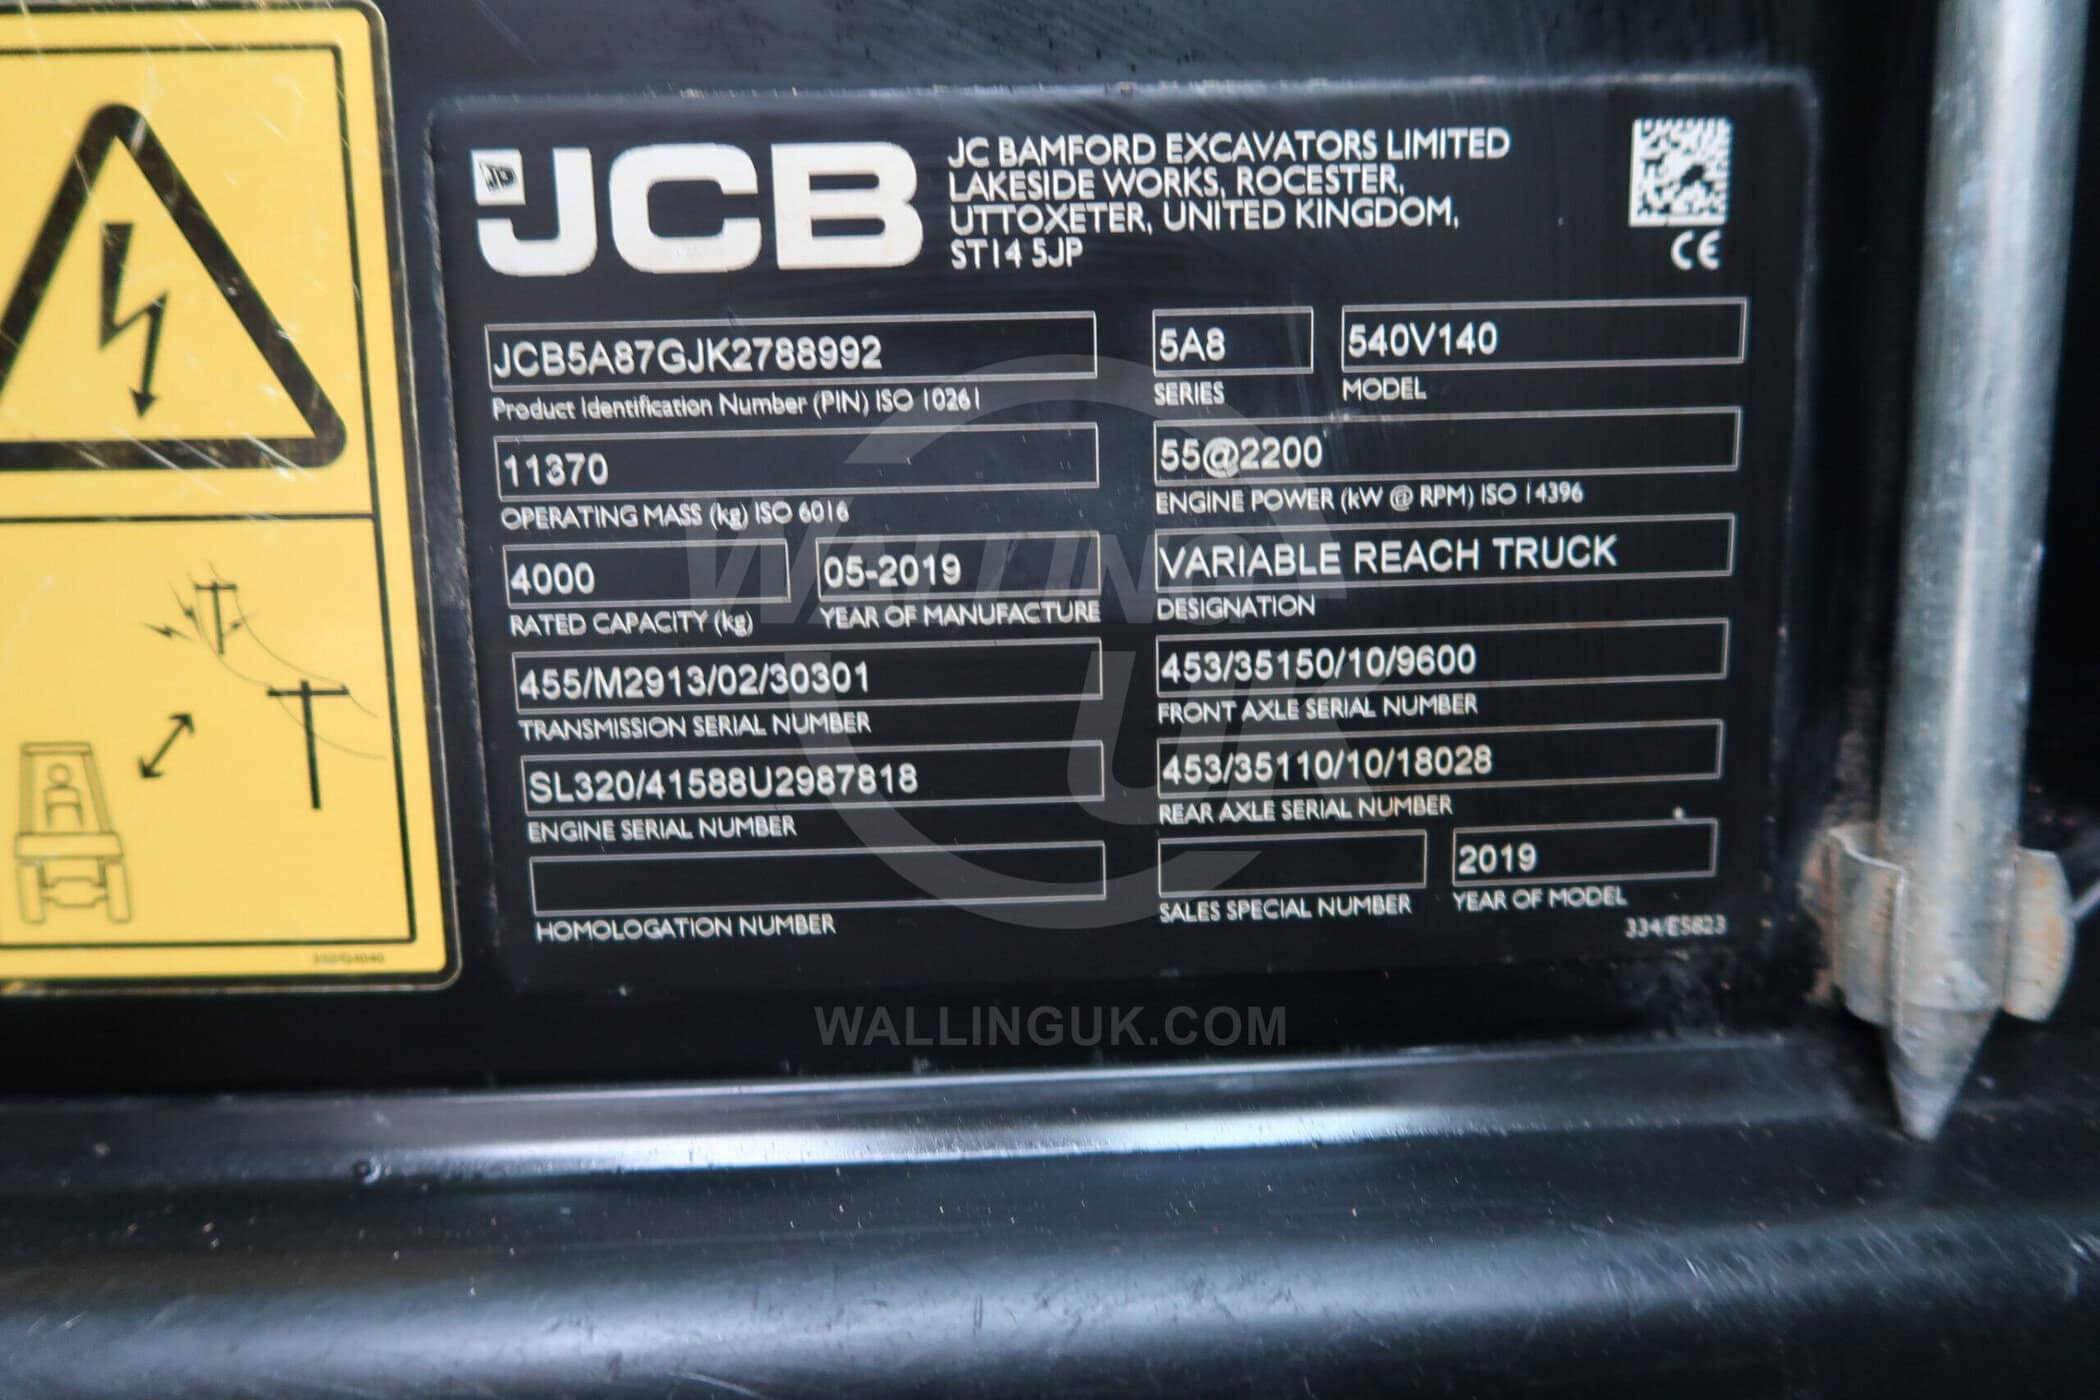 JCB
JC BAMFORD EXCAVATORS LIMITED
LAKESIDE WORKS, ROCESTER,
UTTOXETER, UNITED KINGDOM,
ST14 5JP
CE
JCB5A87GJK2788992
Product Identification Number (PIN) ISO 10261
5A8
SERIES
540V140
MODEL
11370
OPERATING MASS (kg) ISO 6016
55@2200
ENGINE POWER (kW @ RPM) ISO 14396
4000
RATED CAPACITY (kg)
05-2019
YEAR OF MANUFACTURE
VARIABLE REACH TRUCK
DESIGNATION
455/M2913/02/30301
TRANSMISSION SERIAL NUMBER
453/35150/10/9600
FRONT AXLE SERIAL NUMBER
SL320/41588U2987818
ENGINE SERIAL NUMBER
453/35110/10/18028
REAR AXLE SERIAL NUMBER
HOMOLOGATION NUMBER
SALES SPECIAL NUMBER
2019
YEAR OF MODEL
334/E5823
WALLING
UK
WALLINGUK.COM